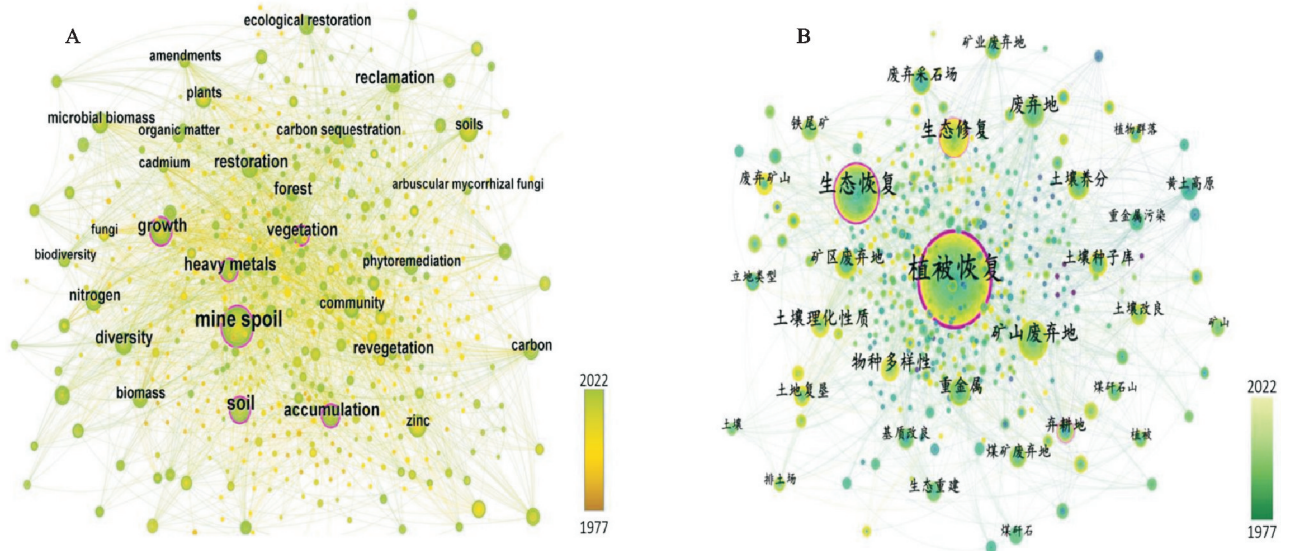 A
ecological restoration
amendments
reclamation
plants
microbial biomass
organic matter
carbon sequestration
soils
cadmium
restoration
forest
arbuscular mycorrhizal fungi
growth
fungi
vegetation
biodiversity
heavy metals
phytoremediation
nitrogen
community
mine spoil
diversity
revegetation
carbon
biomass
soil
accumulation
zinc
2022
1977
B
矿业废弃地
废弃采石场
废弃地
铁尾矿
生态修复
植物群落
废弃矿山
生态恢复
土壤养分
黄土高原
重金属污染
矿区废弃地
植被恢复
土壤种子库
立地类型
土壤理化性质
土壤改良
矿山
矿山废弃地
物种多样性
重金属
煤矸石山
土地复垦
土壤
基质改良
弃耕地
植被
煤矿废弃地
排土场
生态重建
煤矸石
2022
1977